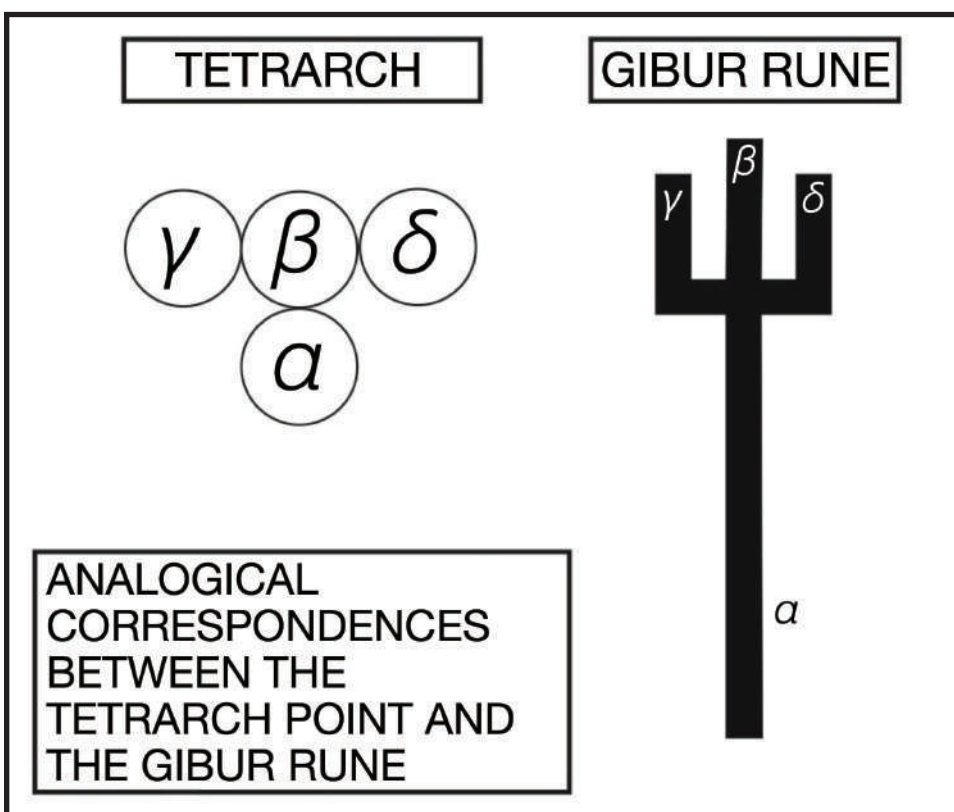 TETRARCH
γ β δ
α
GIBUR RUNE
β
γ δ
α
ANALOGICAL
CORRESPONDENCES
BETWEEN THE
TETRARCH POINT AND
THE GIBUR RUNE